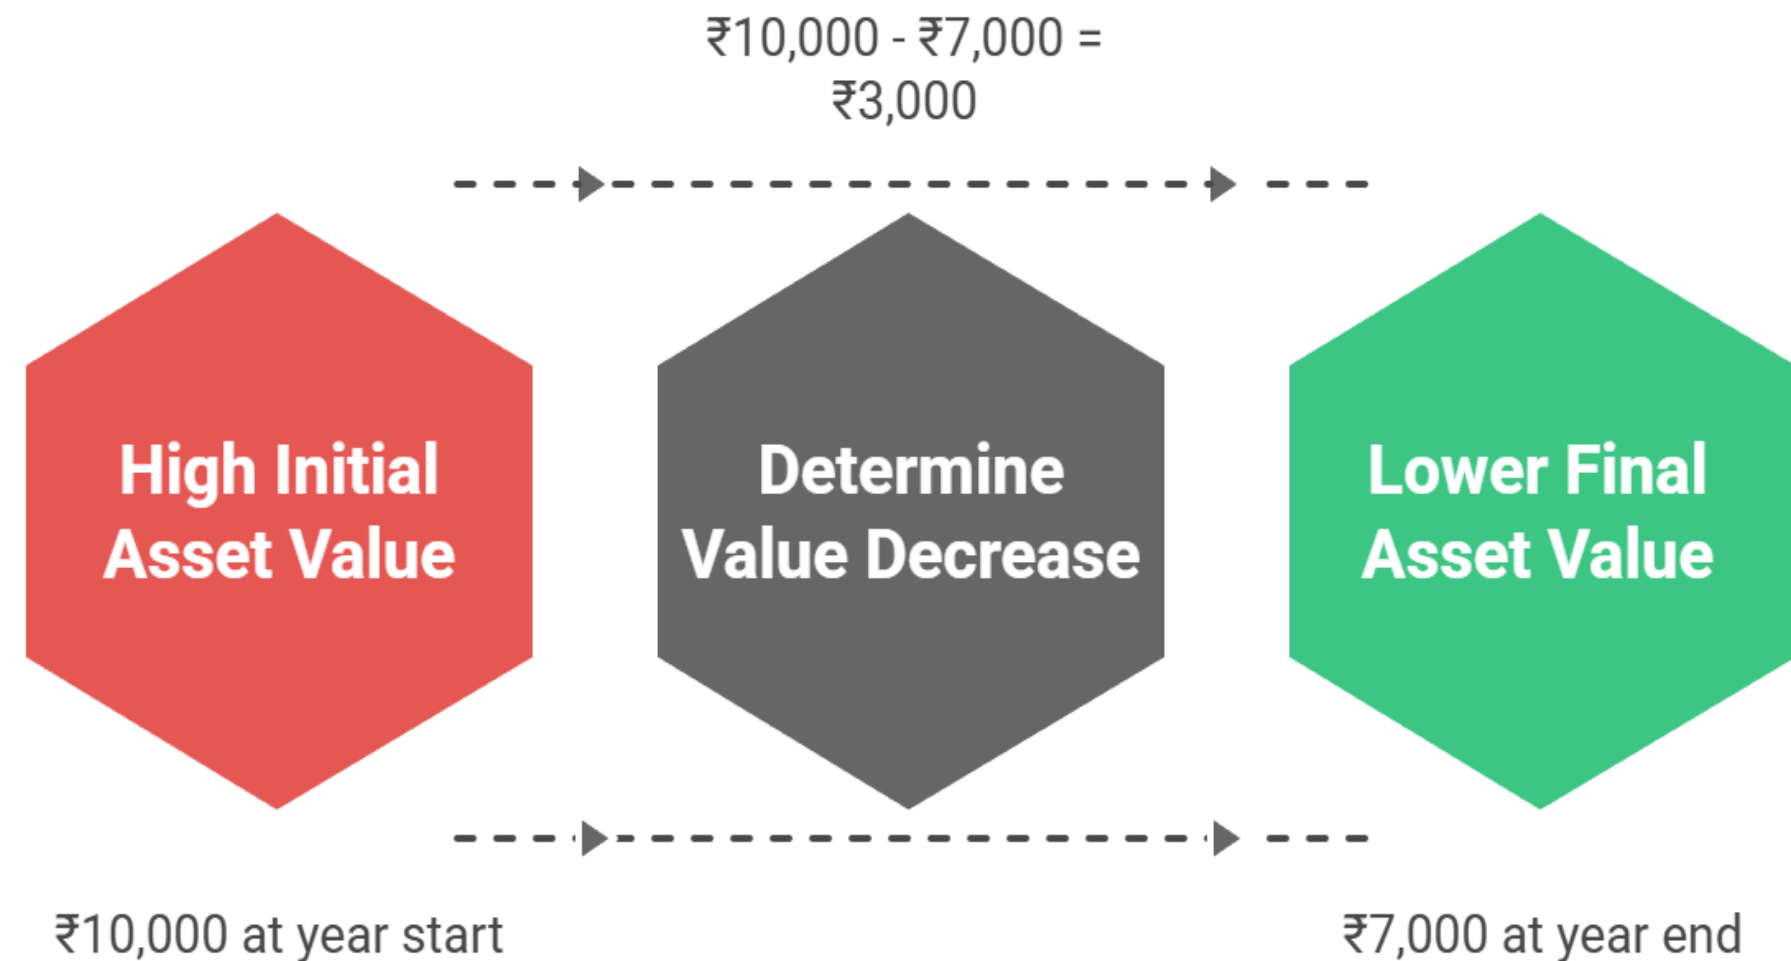 ₹10,000 - ₹7,000 =
₹3,000
High Initial
Asset Value
Determine
Value Decrease
Lower Final
Asset Value
₹10,000 at year start
₹7,000 at year end